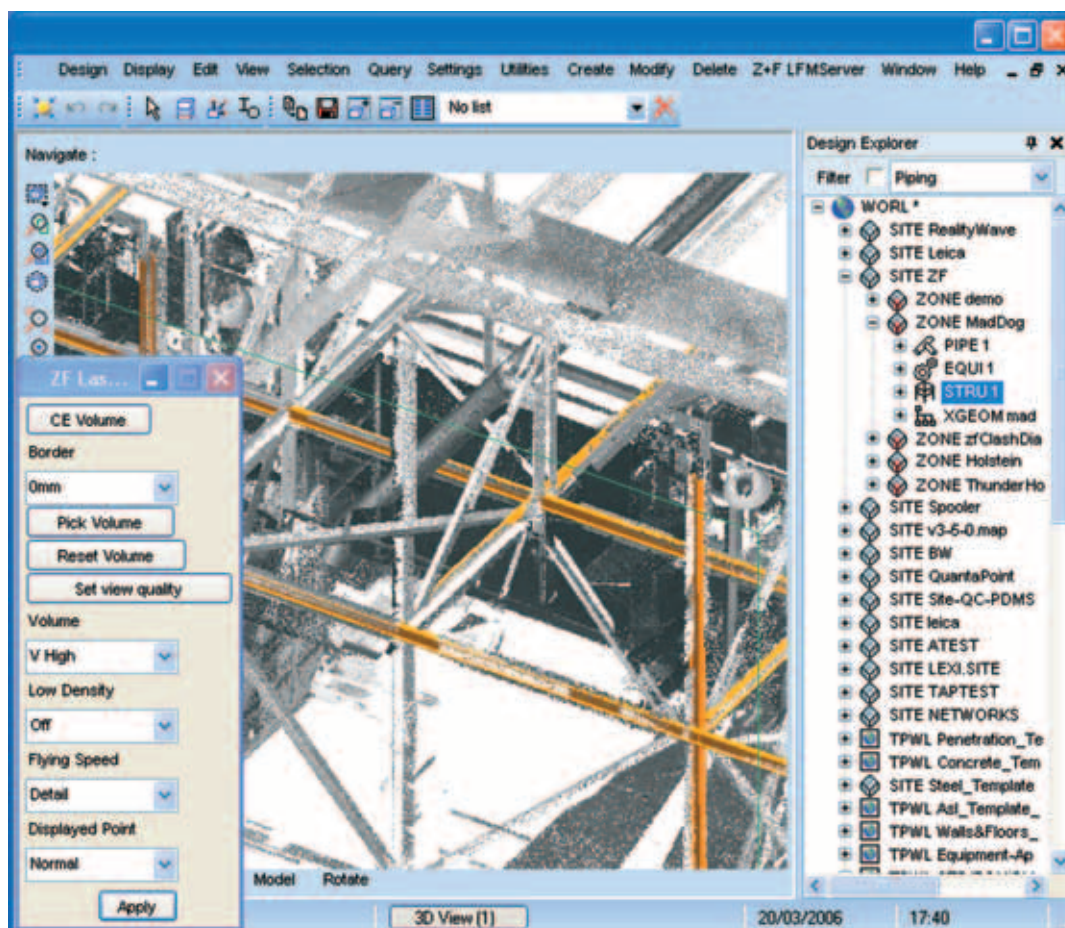 Design Display Edit View Selection Query Settings Utilities Create Modify Delete Z+F LFMServer Window Help
No list
Navigate :
Design Explorer
Filter Piping
WORL *
SITE RealityWave
SITE Leica
SITE ZF
ZONE demo
ZONE MadDog
PIPE 1
EQUI 1
STRU 1
XGEOM mad
ZONE zfClashDia
ZONE Holstein
ZONE ThunderHo
SITE Spooler
SITE v3-5-0.map
SITE BW
SITE QuantaPoint
SITE Site-QC-PDMS
SITE leica
SITE ATEST
SITE LEXI.SITE
SITE TAPTEST
SITE NETWORKS
TPWL Penetration_Te
TPWL Concrete_Tem
SITE Steel_Template
TPWL Asl_Template_
TPWL Walls&Floors_
TPWL Equipment-Ap
ZF Las...
CE Volume
Border
0mm
Pick Volume
Reset Volume
Set view quality
Volume
V High
Low Density
Off
Flying Speed
Detail
Displayed Point
Normal
Apply
Model Rotate
3D View (1)
20/03/2006
17:40